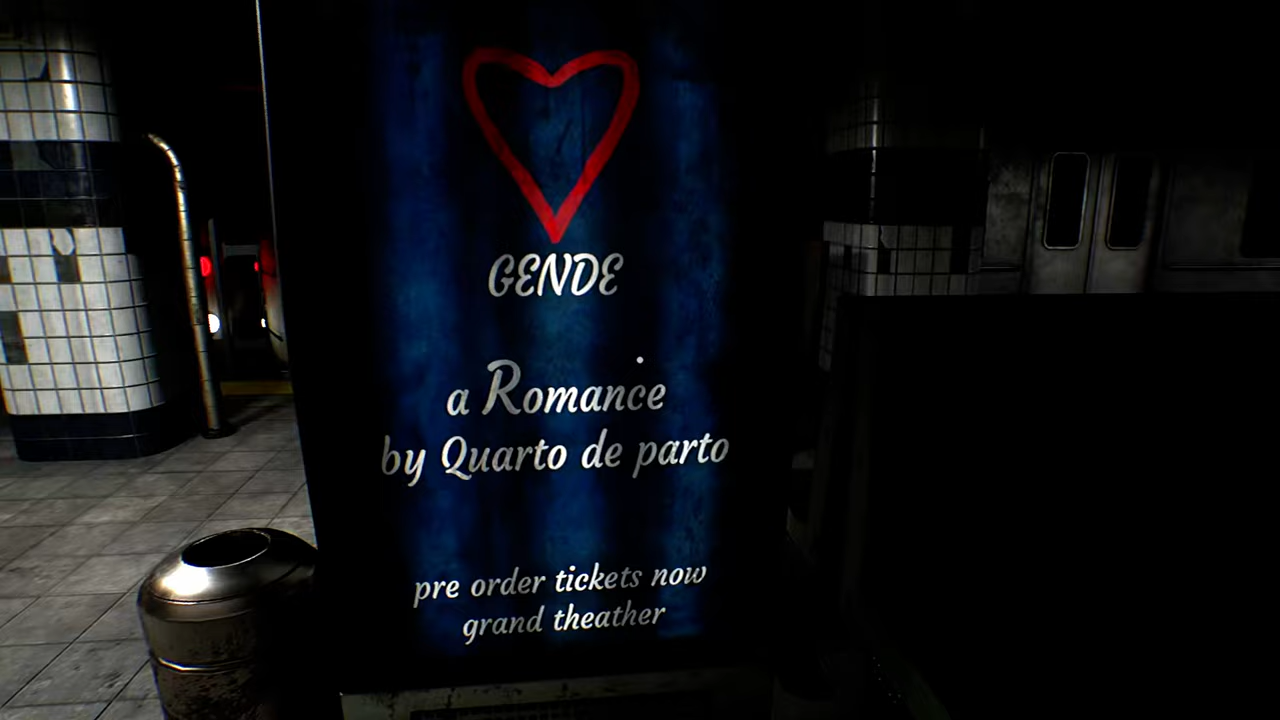 GENDE
a Romance
by Quarto de parto
pre order tickets now
grand theather